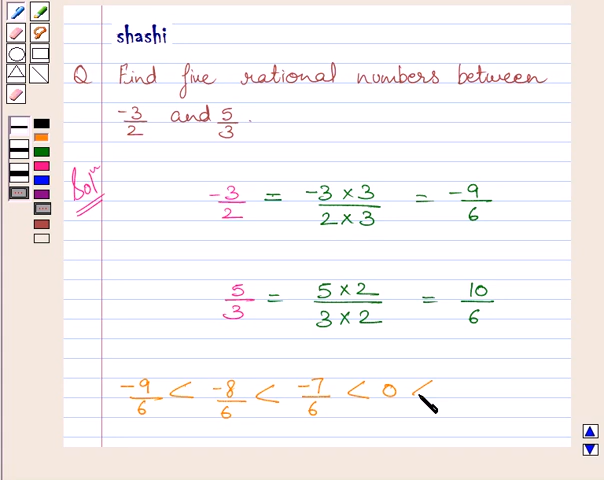 shashi
Q Find five rational numbers between
-3/2 and 5/3.
Solⁿ
-3/2 = -3 × 3/2 × 3 = -9/6
5/3 = 5 × 2/3 × 2 = 10/6
-9/6 < -8/6 < -7/6 < 0 <